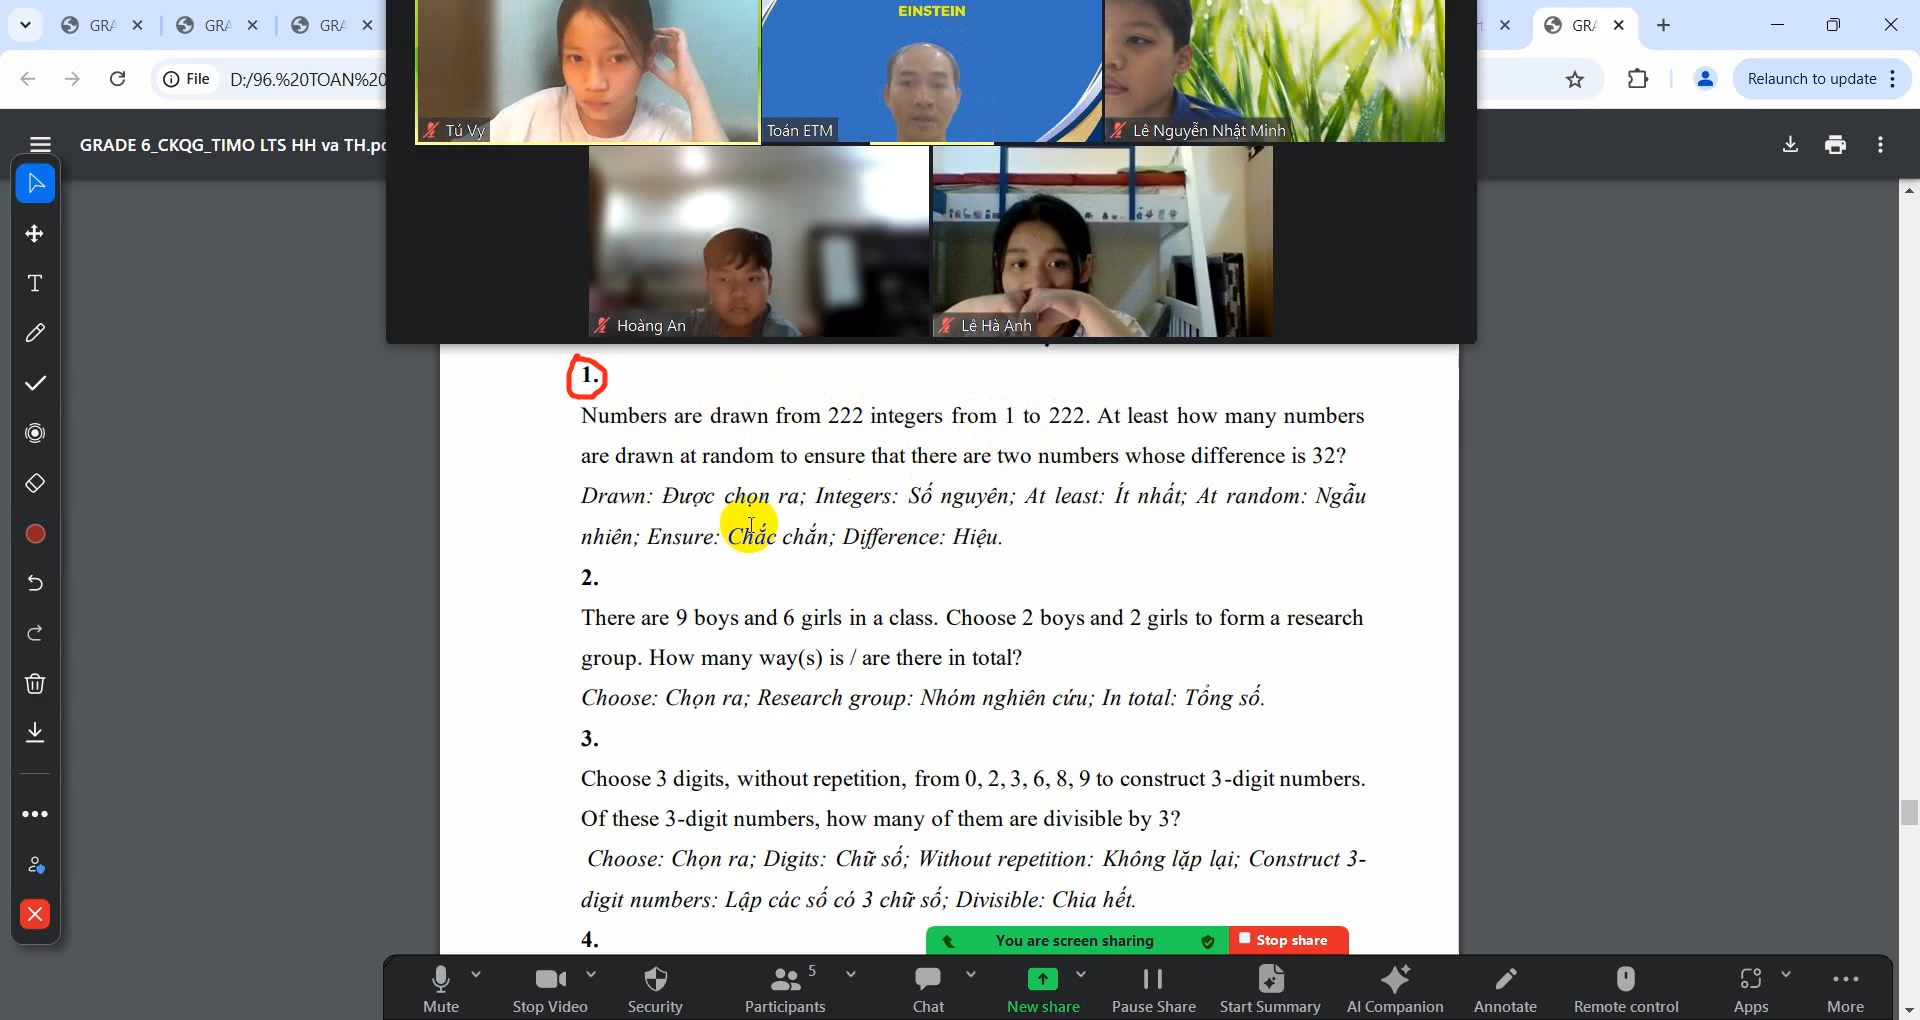 GRA
GRA
GRA
GRA
File
D:/96.%20TOAN%20
Relaunch to update
GRADE 6_CKQG_TIMO LTS HH va TH.pd
EINSTEIN
Tú Vy
Toán ETM
Lê Nguyễn Nhật Minh
Hoàng An
Lê Hà Anh
1.
Numbers are drawn from 222 integers from 1 to 222. At least how many numbers
are drawn at random to ensure that there are two numbers whose difference is 32?
Drawn: Được chọn ra; Integers: Số nguyên; At least: Ít nhất; At random: Ngẫu
nhiên; Ensure: Chắc chắn; Difference: Hiệu.
2.
There are 9 boys and 6 girls in a class. Choose 2 boys and 2 girls to form a research
group. How many way(s) is / are there in total?
Choose: Chọn ra; Research group: Nhóm nghiên cứu; In total: Tổng số.
3.
Choose 3 digits, without repetition, from 0, 2, 3, 6, 8, 9 to construct 3-digit numbers.
Of these 3-digit numbers, how many of them are divisible by 3?
Choose: Chọn ra; Digits: Chữ số; Without repetition: Không lặp lại; Construct 3-
digit numbers: Lập các số có 3 chữ số; Divisible: Chia hết.
4.
You are screen sharing
Stop share
Mute
Stop Video
Security
5
Participants
Chat
New share
Pause Share
Start Summary
AI Companion
Annotate
Remote control
Apps
More